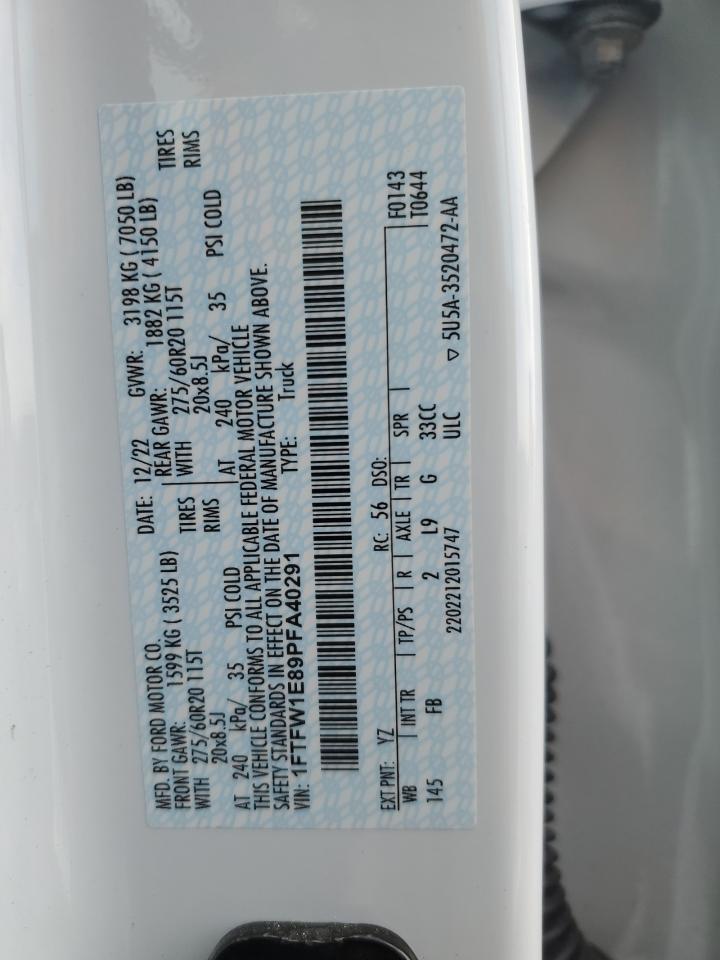 MFD. BY FORD MOTOR CO.
DATE: 12/22 GVWR: 3198 KG ( 7050 LB)
FRONT GAWR: 1599 KG ( 3525 LB) REAR GAWR: 1882 KG ( 4150 LB)
WITH 275/60R20 115T TIRES WITH 275/60R20 115T TIRES
20x8.5J RIMS 20x8.5J RIMS
AT 240 kPa/ 35 PSI COLD AT 240 kPa/ 35 PSI COLD
THIS VEHICLE CONFORMS TO ALL APPLICABLE FEDERAL MOTOR VEHICLE
SAFETY STANDARDS IN EFFECT ON THE DATE OF MANUFACTURE SHOWN ABOVE.
VIN: 1FTFW1E89PFA40291 TYPE: Truck
F0143
EXT PNT: YZ RC: 56 DSO: T0644
WB INT TR TP/PS R AXLE TR SPR
145 FB 2 L9 G 33CC
2202212015747 ULC ▽ 5U5A-3520472-AA